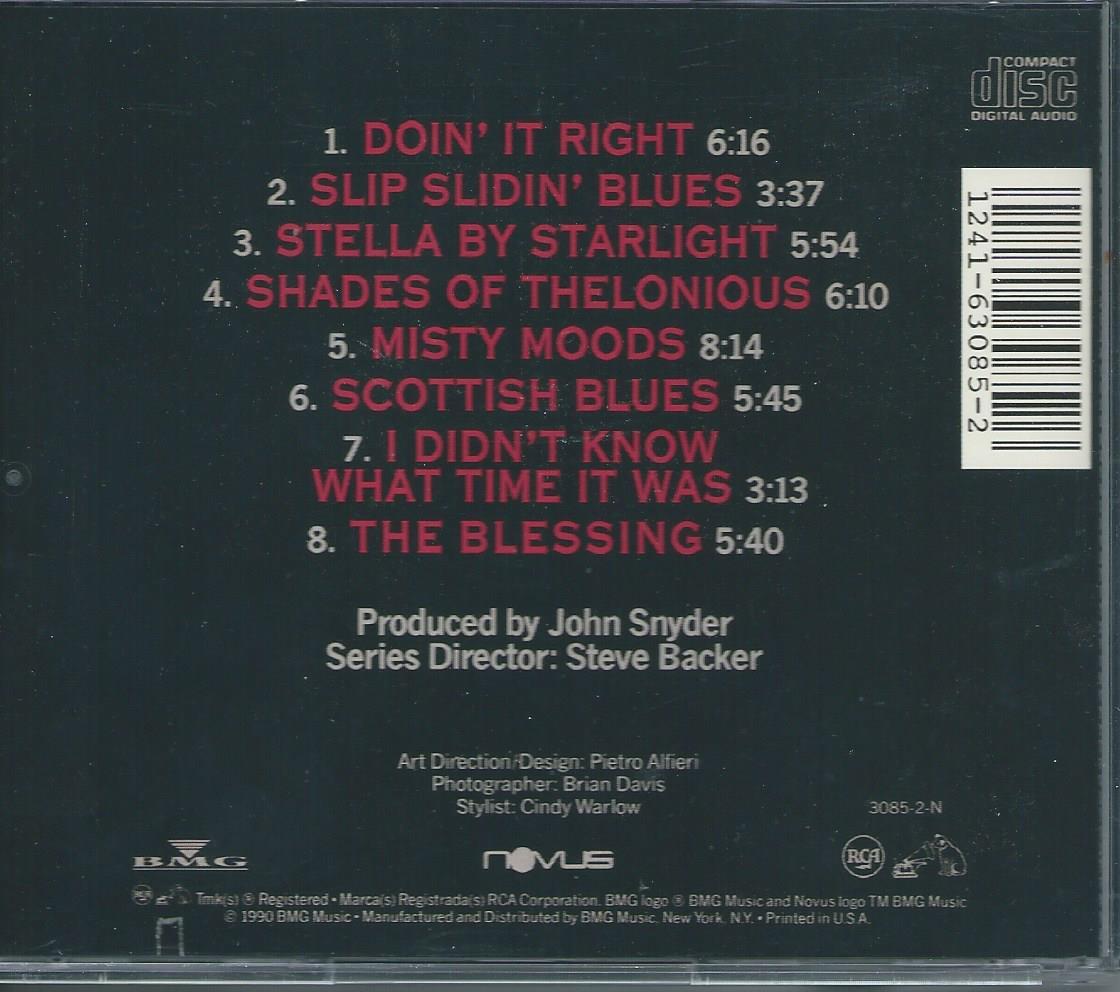 COMPACT
disc
DIGITAL AUDIO
1. DOIN' IT RIGHT 6:16
2. SLIP SLIDIN' BLUES 3:37
3. STELLA BY STARLIGHT 5:54
4. SHADES OF THELONIOUS 6:10
5. MISTY MOODS 8:14
6. SCOTTISH BLUES 5:45
7. I DIDN'T KNOW
WHAT TIME IT WAS 3:13
8. THE BLESSING 5:40
1241-63085-2
Produced by John Snyder
Series Director: Steve Backer
Art Direction/Design: Pietro Alfieri
Photographer: Brian Davis
Stylist: Cindy Warlow
3085-2-N
BMG
NOVUS
RCA
Tmk(s) ® Registered • Marca(s) Registrada(s) RCA Corporation. BMG logo ® BMG Music and Novus logo TM BMG Music
© 1990 BMG Music • Manufactured and Distributed by BMG Music, New York, N.Y. • Printed in U.S.A.